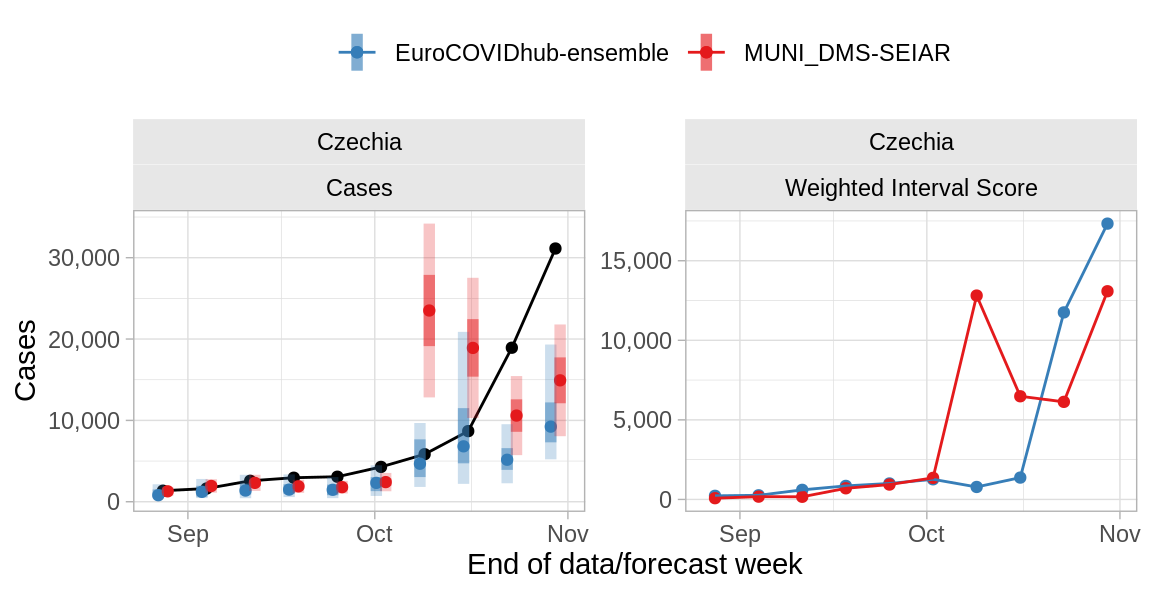 EuroCOVIDhub-ensemble MUNI_DMS-SEIAR
Czechia
Cases
Cases
30,000
20,000
10,000
0
Sep Oct Nov
Czechia
Weighted Interval Score
15,000
10,000
5,000
0
Sep Oct Nov
End of data/forecast week